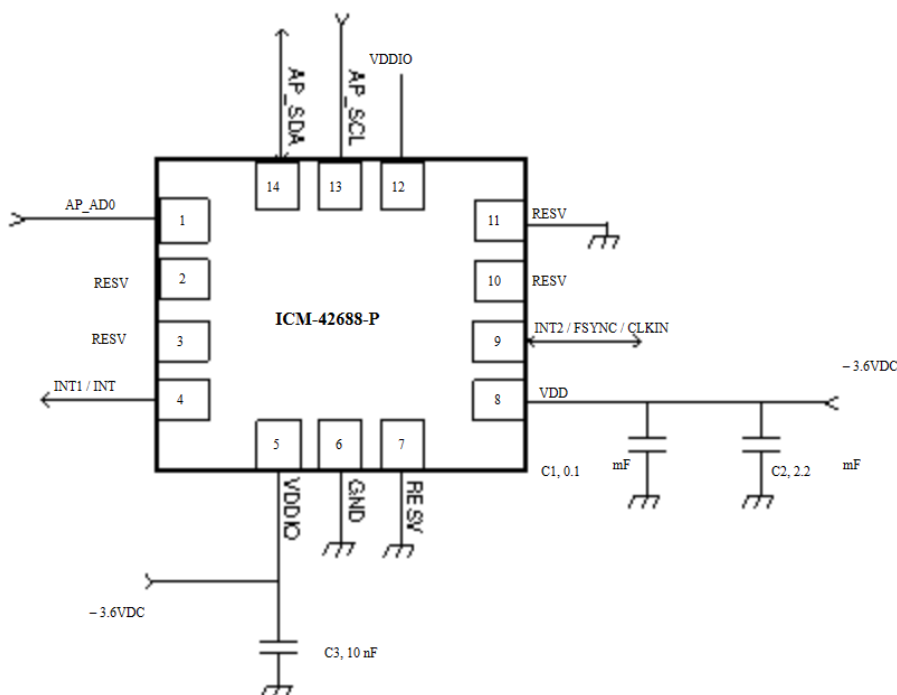 AP_SDA
AP_SCL
VDDIO
14
13
12
AP_AD0
1
11
RESV
RESV
2
10
RESV
ICM-42688-P
RESV
3
9
INT2 / FSYNC / CLKIN
– 3.6VDC
INT1 / INT
4
8
VDD
5
6
7
C1, 0.1 mF
C2, 2.2 mF
VDDIO
GND
RESV
– 3.6VDC
C3, 10 nF